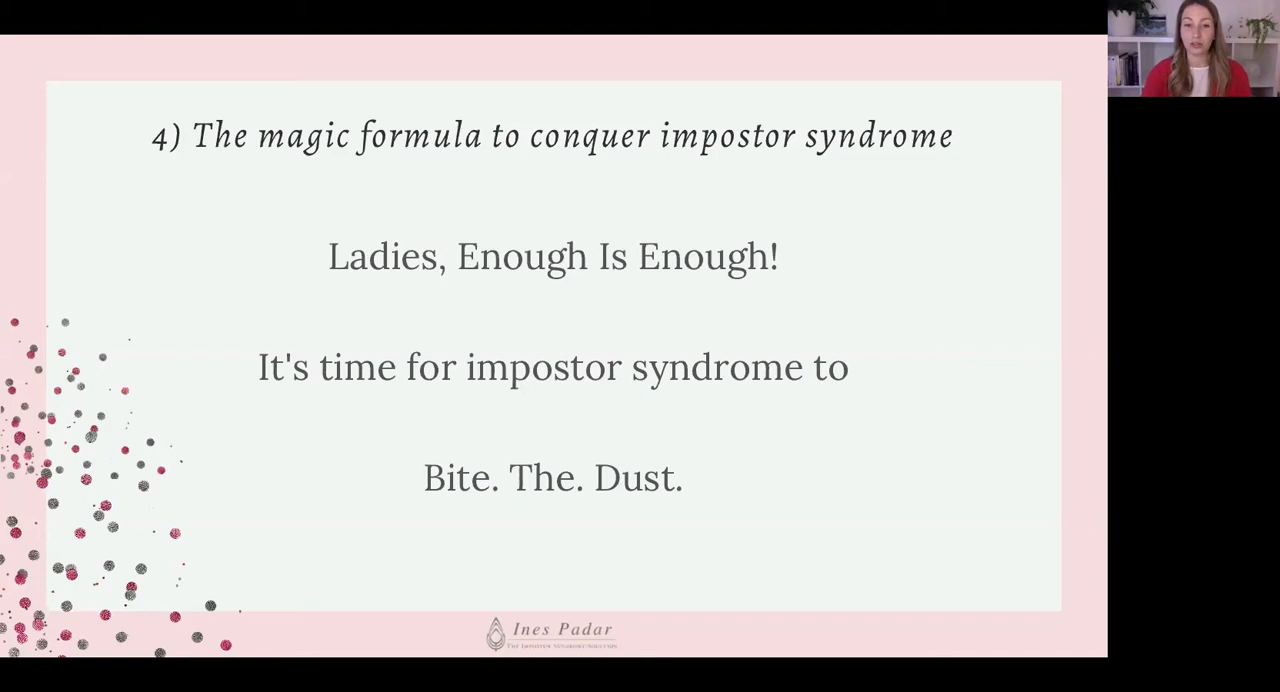 4) The magic formula to conquer impostor syndrome
Ladies, Enough Is Enough!
It's time for impostor syndrome to
Bite. The. Dust.
Ines Padar